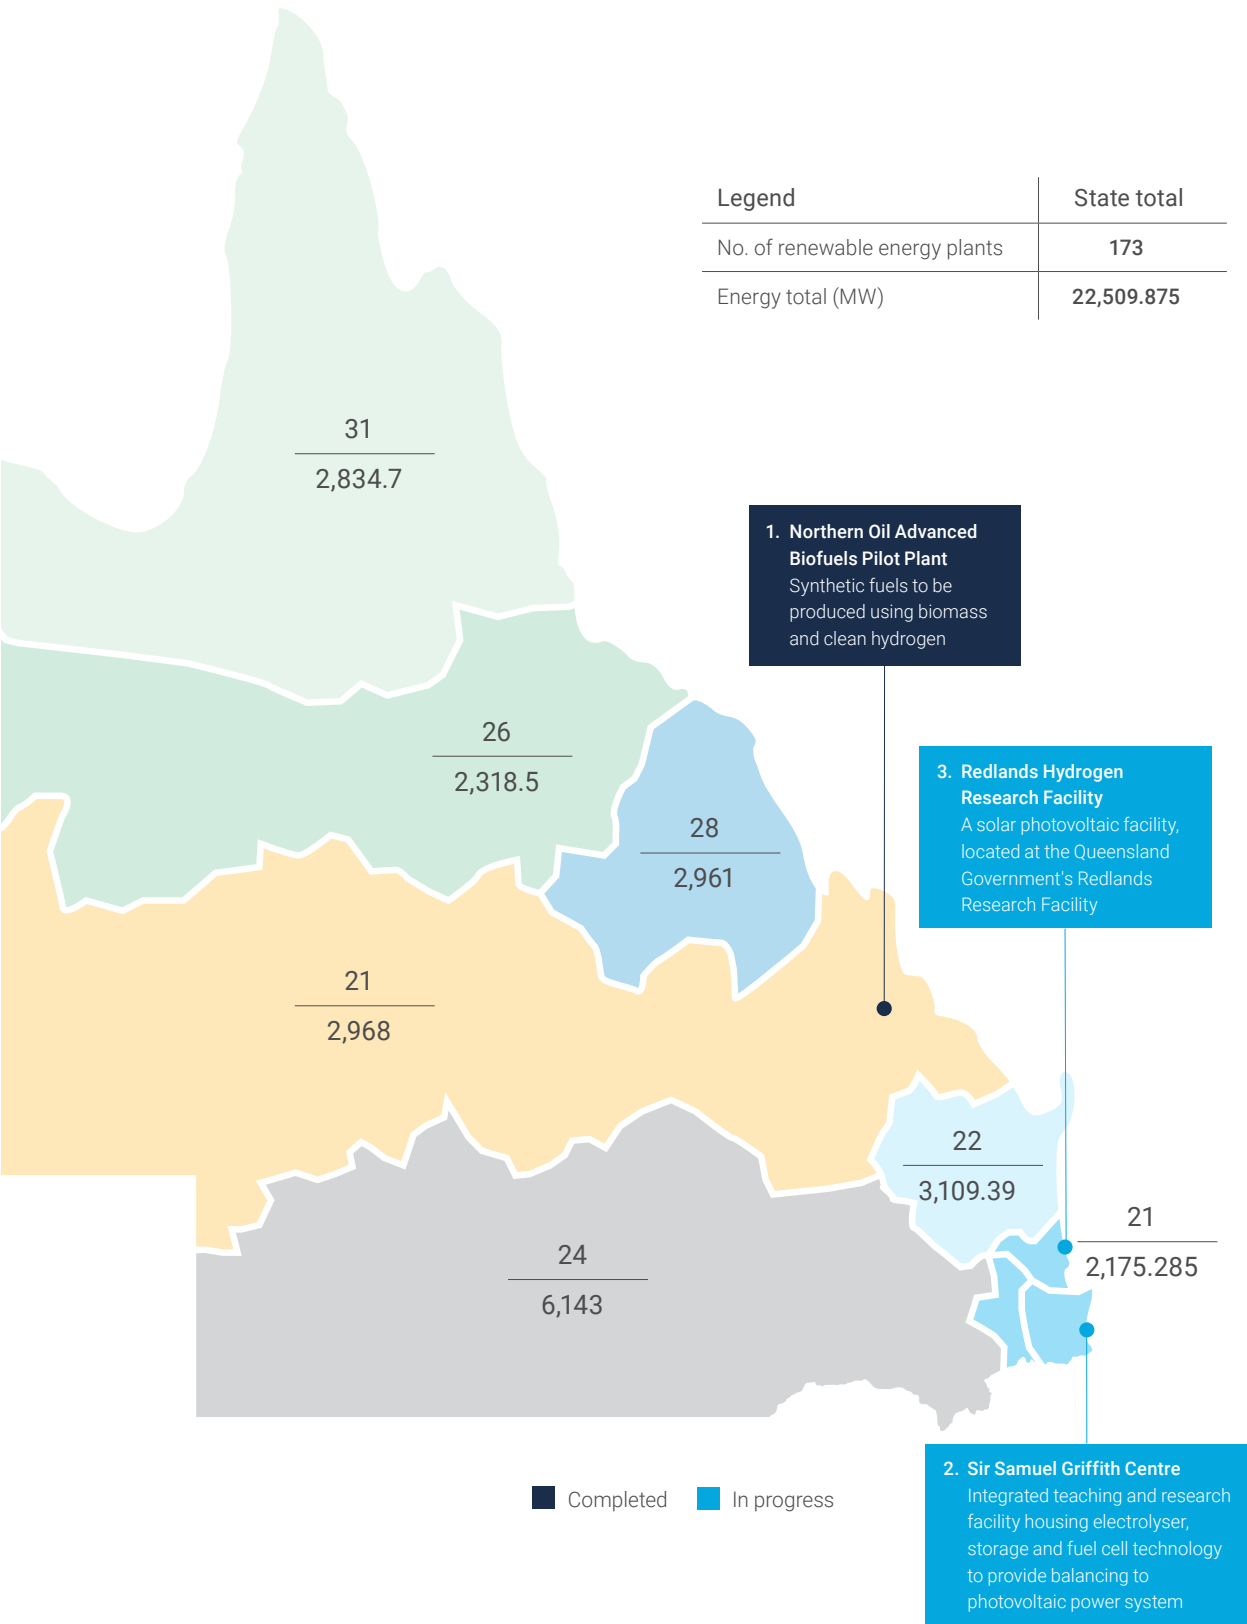 Legend State total
No. of renewable energy plants 173
Energy total (MW) 22,509.875
31
2,834.7
1. Northern Oil Advanced
Biofuels Pilot Plant
Synthetic fuels to be
produced using biomass
and clean hydrogen
26
2,318.5
3. Redlands Hydrogen
Research Facility
A solar photovoltaic facility,
located at the Queensland
Government's Redlands
Research Facility
28
2,961
21
2,968
22
3,109.39
21
2,175.285
24
6,143
Completed In progress
2. Sir Samuel Griffith Centre
Integrated teaching and research
facility housing electrolyser,
storage and fuel cell technology
to provide balancing to
photovoltaic power system